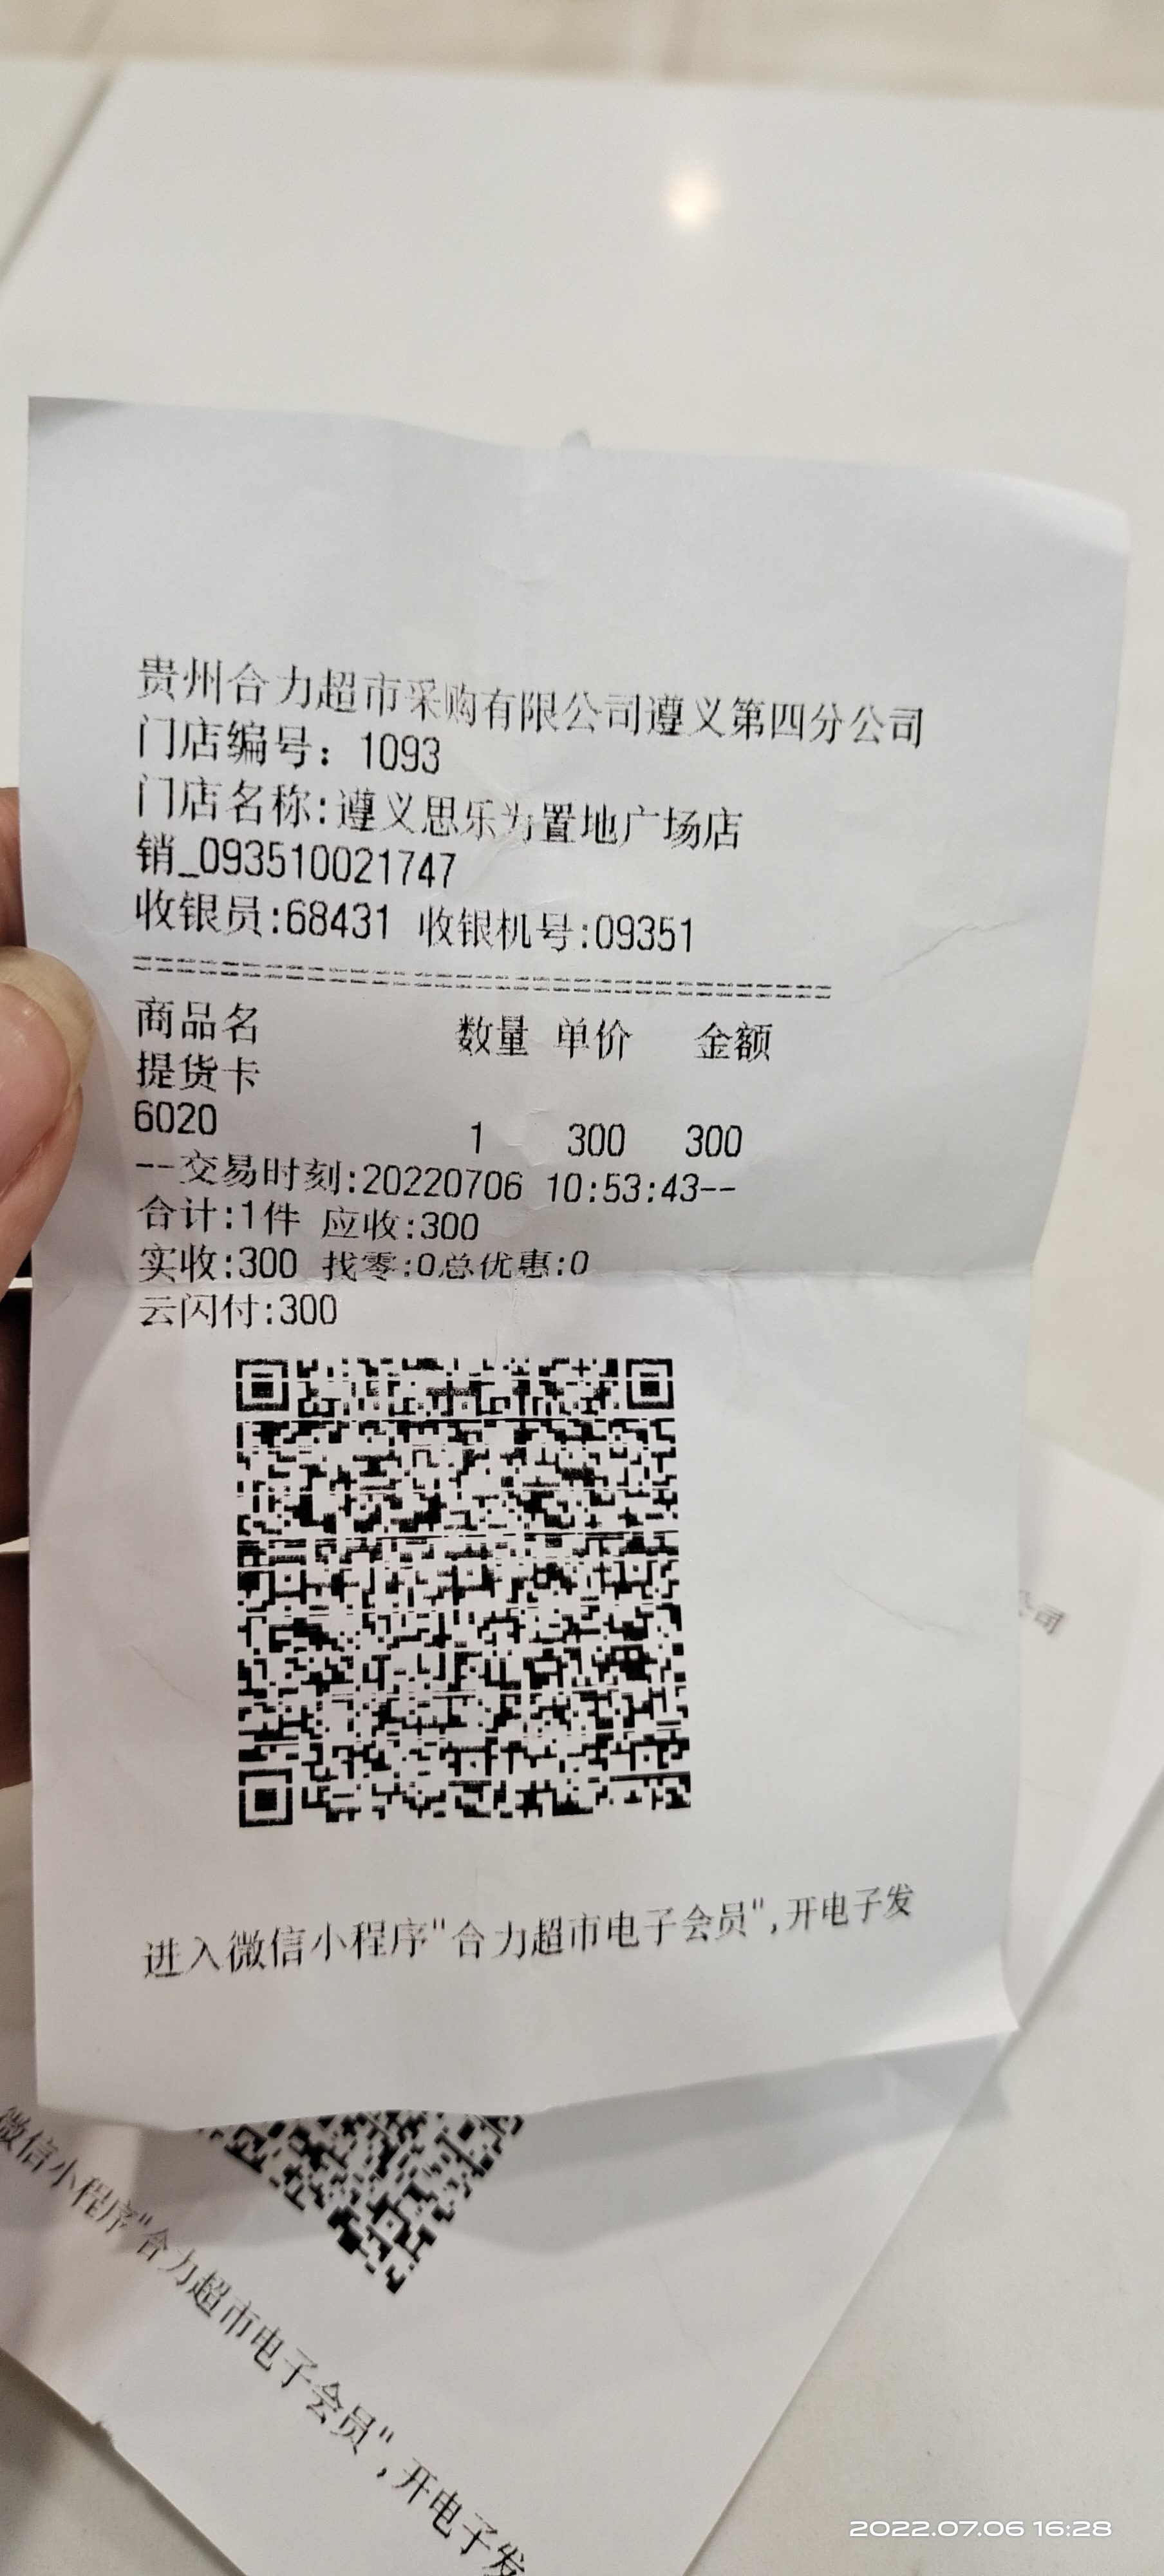 贵州合力超市采购有限公司遵义第四分公司
门店编号：1093
门店名称:遵义思乐为置地广场店
销_093510021747
收银员:68431 收银机号:09351
商品名 数量 单价 金额
提货卡
6020 1 300 300
--交易时刻:20220706 10:53:43--
合计:1件 应收:300
实收:300 找零:0总优惠:0
云闪付:300
公司
进入微信小程序"合力超市电子会员",开电子发
微信小程序"合力超市电子会员",开电子发
2022.07.06 16:28